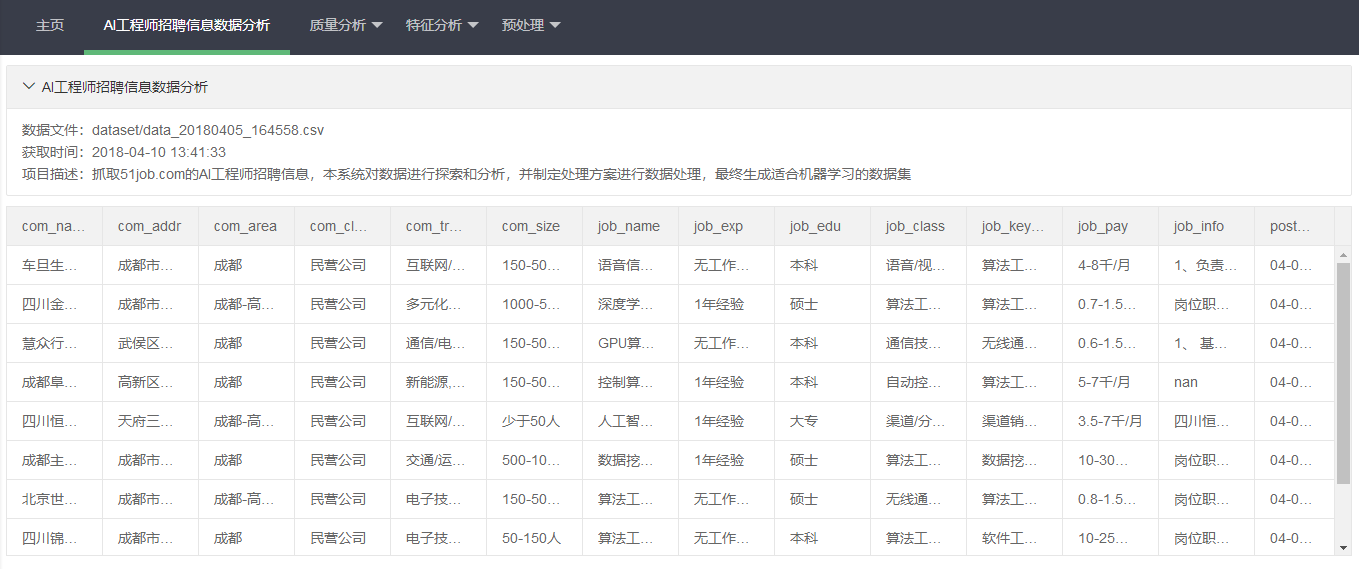 主页 AI工程师招聘信息数据分析 质量分析 特征分析 预处理
AI工程师招聘信息数据分析
数据文件：dataset/data_20180405_164558.csv
获取时间：2018-04-10 13:41:33
项目描述：抓取51job.com的AI工程师招聘信息，本系统对数据进行探索和分析，并制定处理方案进行数据处理，最终生成适合机器学习的数据集
com_na... com_addr com_area com_cl... com_tr... com_size job_name job_exp job_edu job_class job_key... job_pay job_info post...
车旦生... 成都市... 成都 民营公司 互联网/... 150-50... 语音信... 无工作... 本科 语音/视... 算法工... 4-8千/月 1、负责... 04-0...
四川金... 成都市... 成都-高... 民营公司 多元化... 1000-5... 深度学... 1年经验 硕士 算法工... 算法工... 0.7-1.5... 岗位职... 04-0...
慧众行... 武侯区... 成都 民营公司 通信/电... 150-50... GPU算... 无工作... 本科 通信技... 无线通... 0.6-1.5... 1、 基... 04-0...
成都阜... 高新区... 成都 民营公司 新能源,... 150-50... 控制算... 1年经验 本科 自动控... 算法工... 5-7千/月 nan 04-0...
四川恒... 天府三... 成都-高... 民营公司 互联网/... 少于50人 人工智... 1年经验 大专 渠道/分... 渠道销... 3.5-7千/月 四川恒... 04-0...
成都主... 成都市... 成都 民营公司 交通/运... 500-10... 数据挖... 1年经验 硕士 算法工... 数据挖... 10-30... 岗位职... 04-0...
北京世... 成都市... 成都-高... 民营公司 电子技... 150-50... 算法工... 无工作... 硕士 无线通... 算法工... 0.8-1.5... 岗位职... 04-0...
四川锦... 成都市... 成都 民营公司 电子技... 50-150人 算法工... 无工作... 本科 算法工... 软件工... 10-25... 岗位职... 04-0...